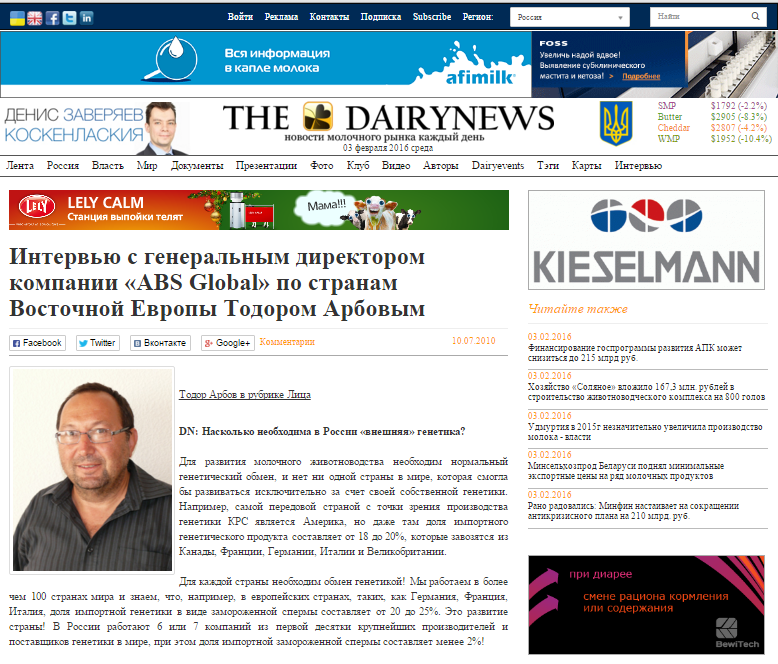 Войти Реклама Контакты Подписка Subscribe Регион: Россия Найти
Вся информация
в капле молока
afimilk
FOSS
Увеличь надой вдвое!
Выявление субклинического
мастита и кетоза! > Подробнее
ДЕНИС ЗАВЕРЯЕВ
КОСКЕНЛАСКИЯ
THE DAIRYNEWS
новости молочного рынка каждый день
03 февраля 2016 среда
SMP $1792 (-2.2%)
Butter $2905 (-8.3%)
Cheddar $2807 (-4.2%)
WMP $1952 (-10.4%)
Лента Россия Власть Мир Документы Презентации Фото Клуб Видео Авторы Dairyevents Тэги Карты Интервью
LELY
LELY CALM
Станция выпойки телят
Мама!!!
Интервью с генеральным директором
компании «ABS Global» по странам
Восточной Европы Тодором Арбовым
Facebook Twitter Вконтакте Google+ Комментарии 10.07.2010
Тодор Арбов в рубрике Лица
DN: Насколько необходима в России «внешняя» генетика?
Для развития молочного животноводства необходим нормальный
генетический обмен, и нет ни одной страны в мире, которая смогла
бы развиваться исключительно за счет своей собственной генетики.
Например, самой передовой страной с точки зрения производства
генетики КРС является Америка, но даже там доля импортного
генетического продукта составляет от 18 до 20%, которые завозятся из
Канады, Франции, Германии, Италии и Великобритании.
Для каждой страны необходим обмен генетикой! Мы работаем в более
чем 100 странах мира и знаем, что, например, в европейских странах, таких, как Германия, Франция,
Италия, доля импортной генетики в виде замороженной спермы составляет от 20 до 25%. Это развитие
страны! В России работают 6 или 7 компаний из первой десятки крупнейших производителей и
поставщиков генетики в мире, при этом доля импортной замороженной спермы составляет менее 2%!
KIESELMANN
Читайте также
03.02.2016
Финансирование госпрограммы развития АПК может
снизиться до 215 млрд руб.
03.02.2016
Хозяйство «Соляное» вложило 167,3 млн. рублей в
строительство животноводческого комплекса на 800 голов
03.02.2016
Удмуртия в 2015г незначительно увеличила производство
молока - власти
03.02.2016
Минсельхозпрод Беларуси поднял минимальные
экспортные цены на ряд молочных продуктов
03.02.2016
Рано радовались: Минфин настаивает на сокращении
антикризисного плана на 210 млрд. руб.
при диарее
смене рациона кормления
или содержания
BewiTech